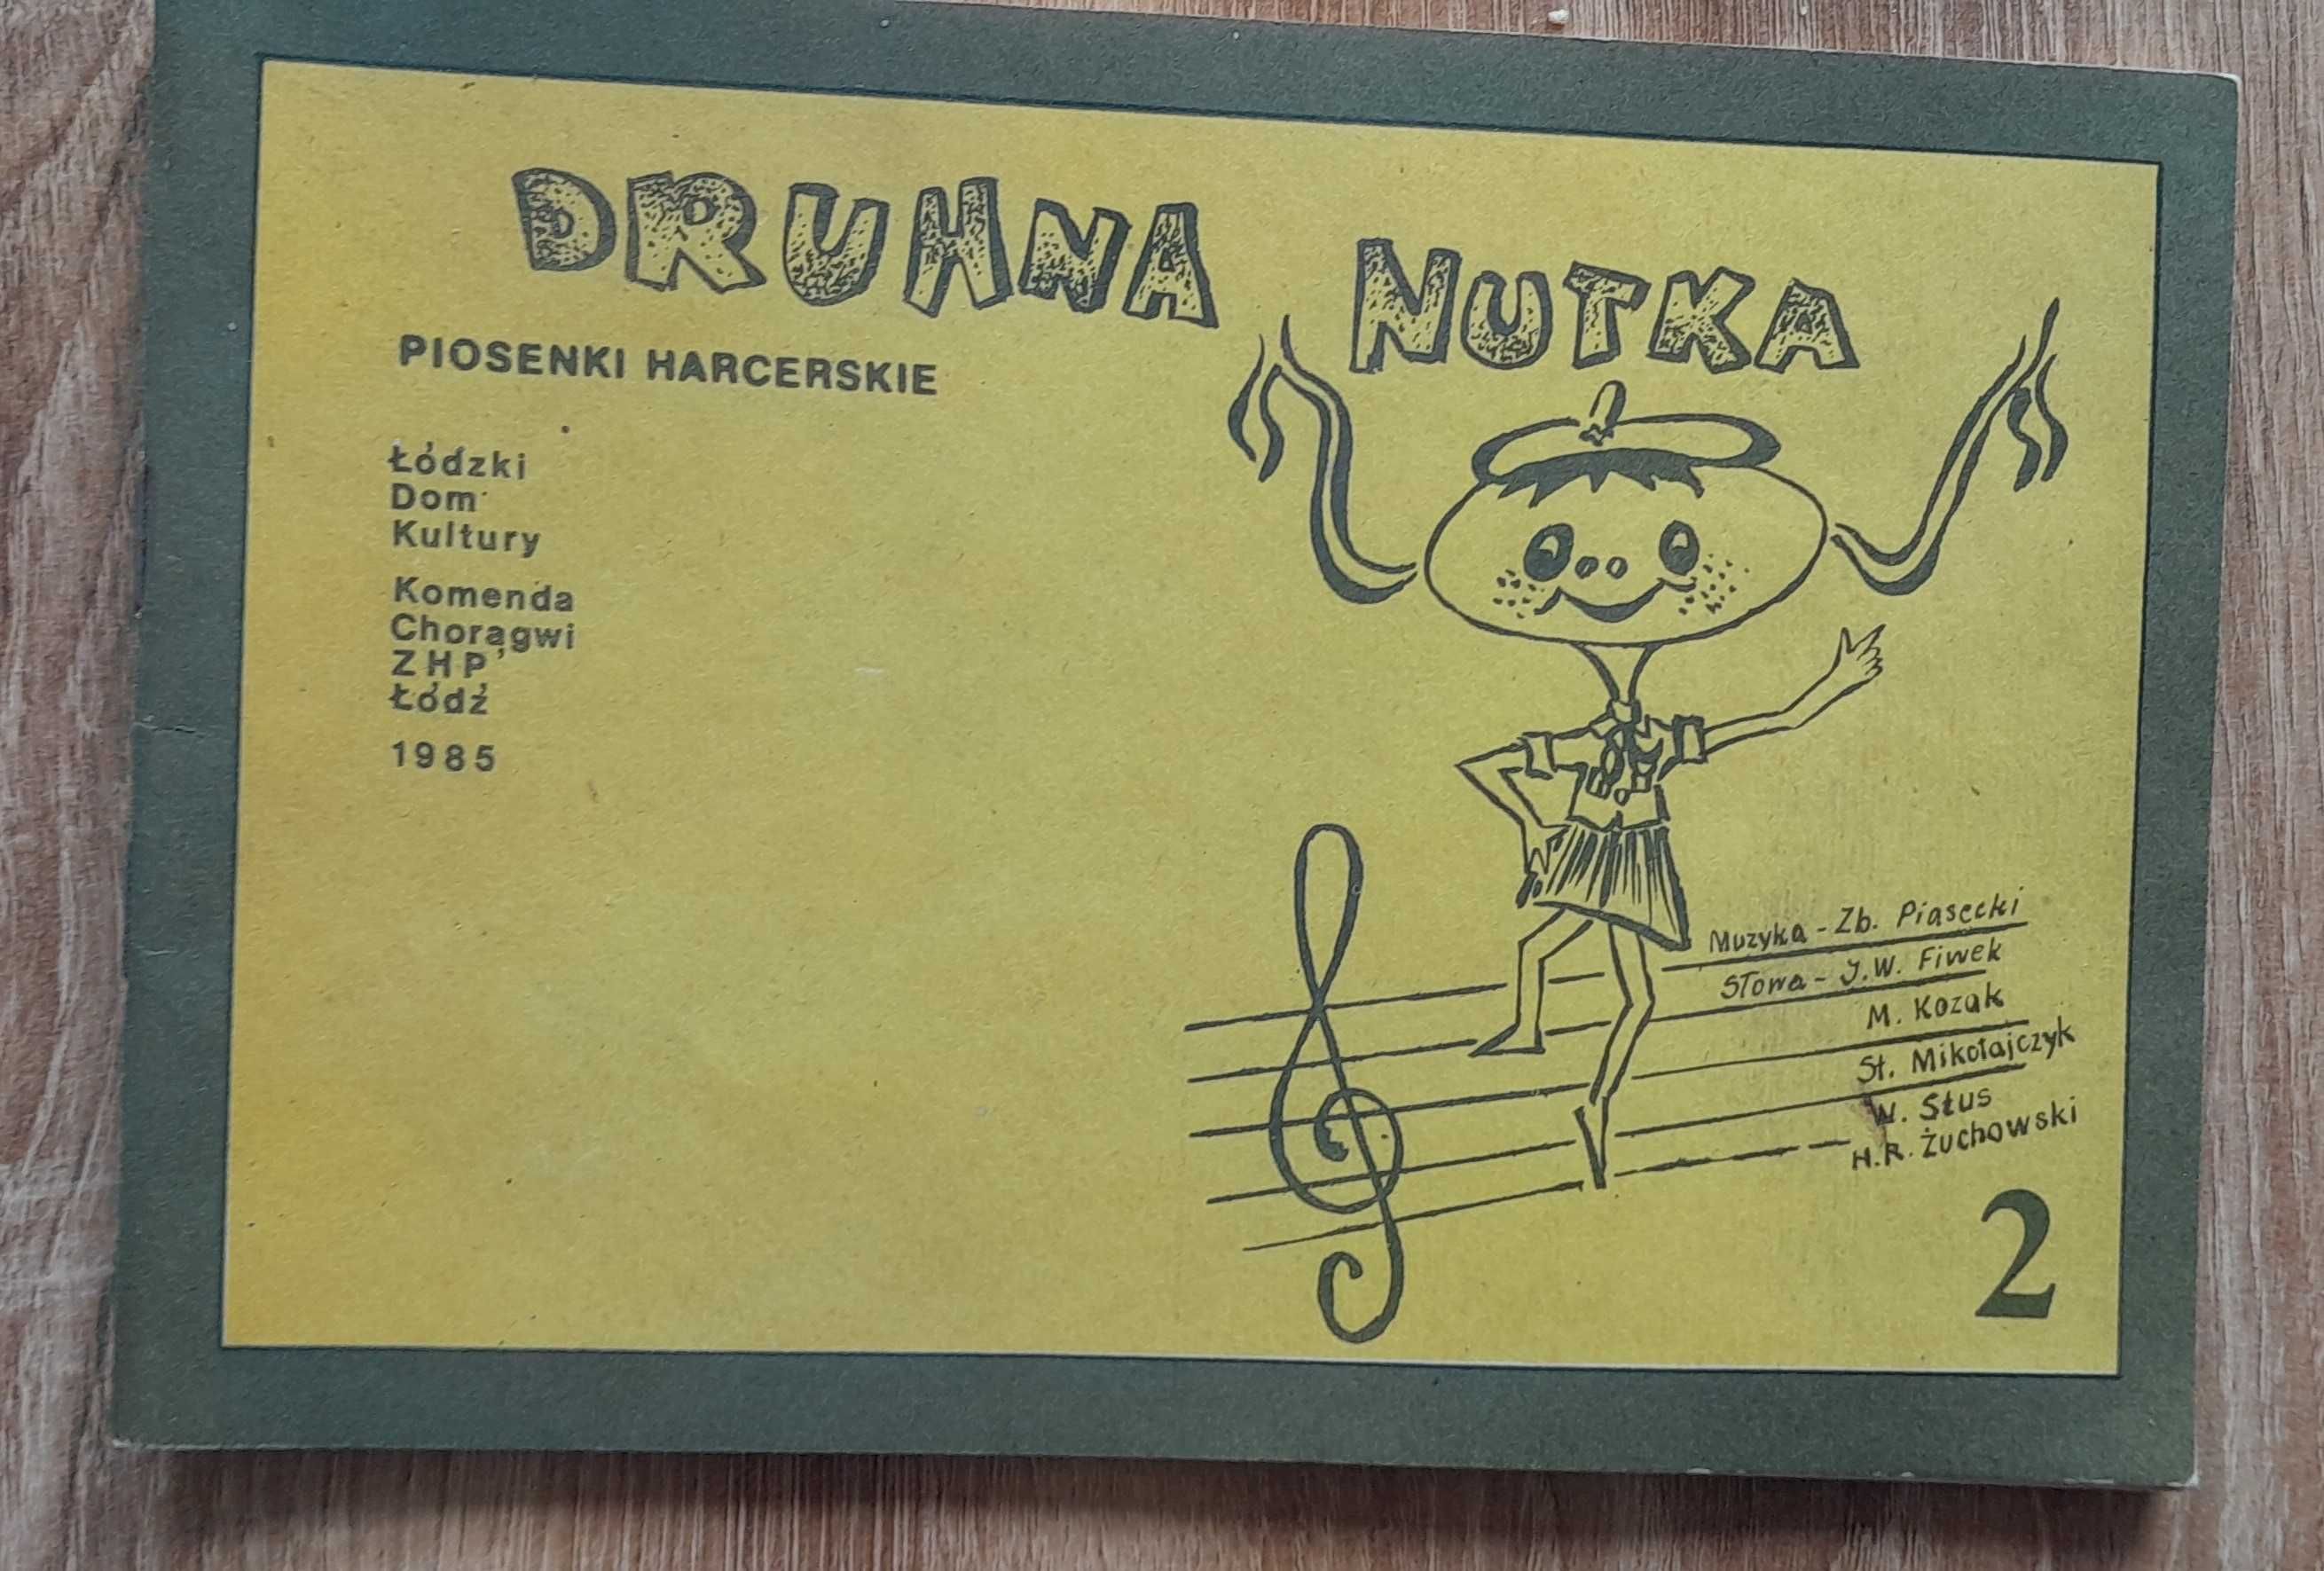 DRUHNA NUTKA
PIOSENKI HARCERSKIE
Łódzki
Dom
Kultury
Komenda
Chorągwi
ZHP
Łódź
1985
Muzyka - Zb. Piasecki
Słowa - J.W. Fiwek
M. Kozak
St. Mikołajczyk
W. Stus
H.R. Żuchowski
2